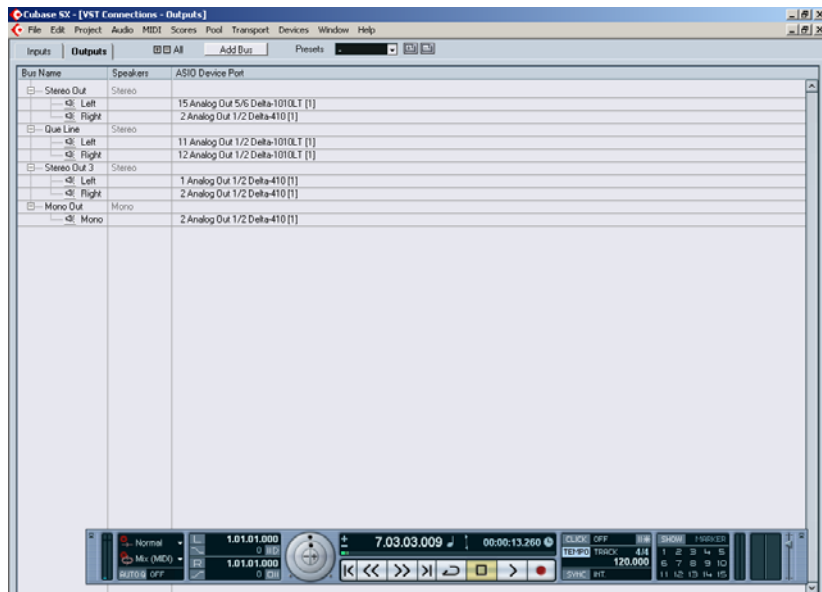 Cubase SX - [VST Connections - Outputs]
File Edit Project Audio MIDI Scores Pool Transport Devices Window Help
Inputs Outputs All Add Bus Presets -
Bus Name Speakers ASIO Device Port
Stereo Out Stereo
Left 15 Analog Out 5/6 Delta-1010LT [1]
Right 2 Analog Out 1/2 Delta-410 [1]
Que Line Stereo
Left 11 Analog Out 1/2 Delta-1010LT [1]
Right 12 Analog Out 1/2 Delta-1010LT [1]
Stereo Out 3 Stereo
Left 1 Analog Out 1/2 Delta-410 [1]
Right 2 Analog Out 1/2 Delta-410 [1]
Mono Out Mono
Mono 2 Analog Out 1/2 Delta-410 [1]
Normal L 1.01.01.000 7.03.03.009 00:00:13.260 CLICK OFF SHOW MARKER
0 TEMPO TRACK 4/4 1 2 3 4 5
Mix (MIDI) R 1.01.01.000 120.000 6 7 8 9 10
AUTO Q OFF 0 SYNC INT. 11 12 13 14 15